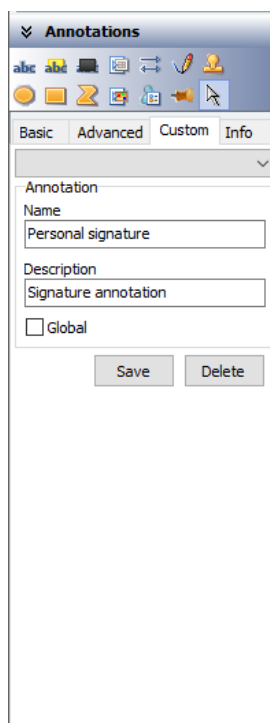 Annotations
abc abc
Basic Advanced Custom Info
Annotation
Name
Personal signature
Description
Signature annotation
Global
Save Delete